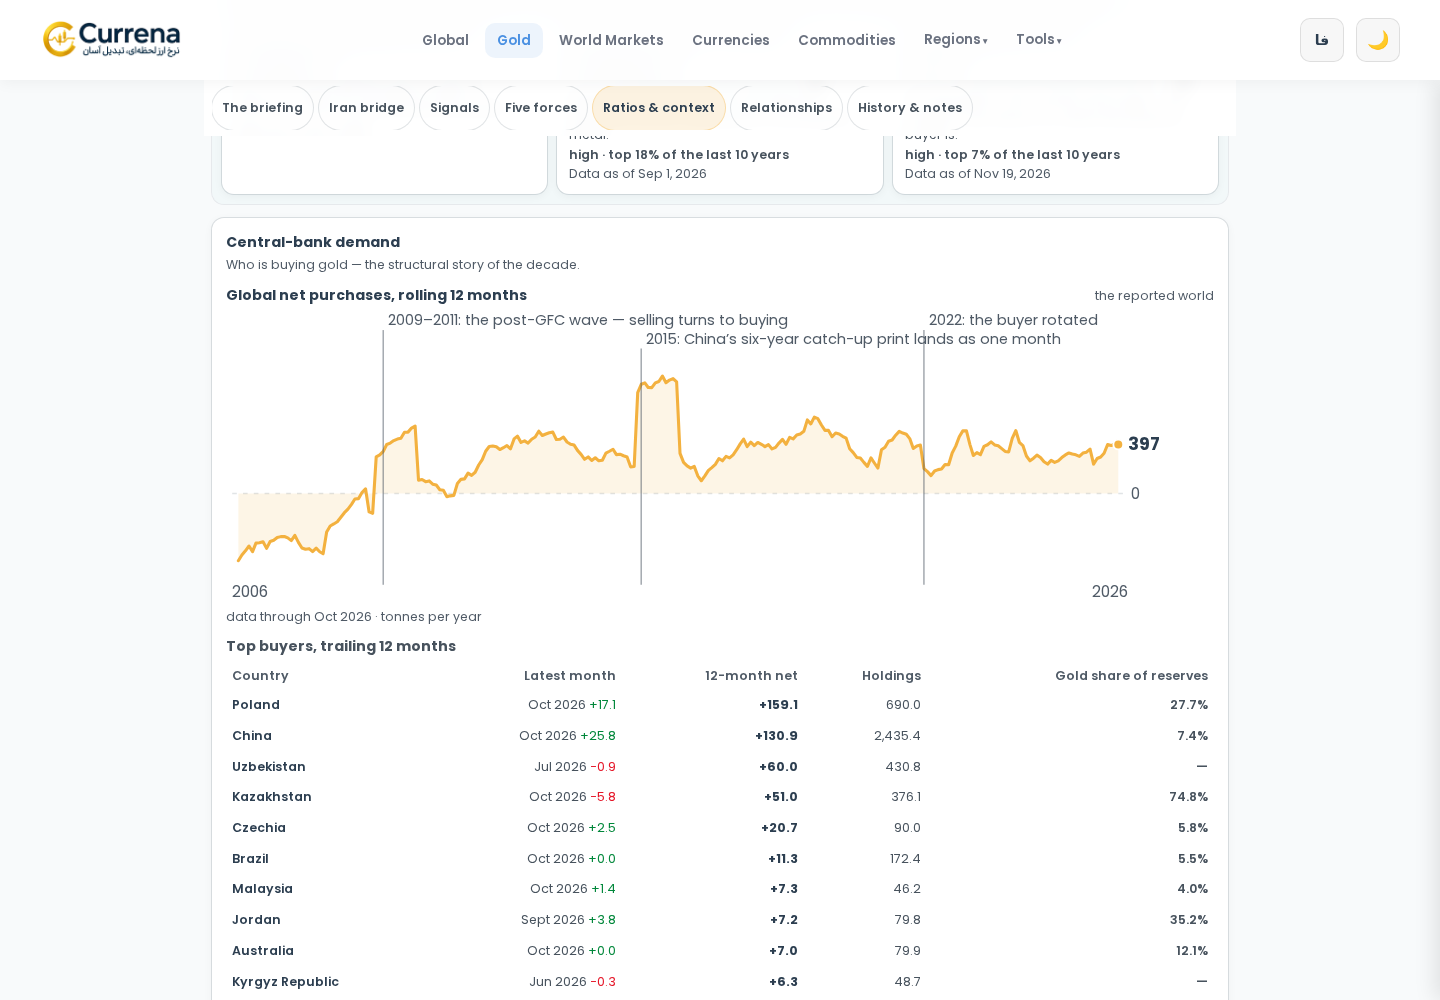 Currena
نرخ ارز لحظه‌ای، تبدیل آسان
Global
Gold
World Markets
Currencies
Commodities
Regions ▾
Tools ▾
فا
The briefing
Iran bridge
Signals
Five forces
Ratios & context
Relationships
History & notes
metal.
high · top 18% of the last 10 years
Data as of Sep 1, 2026
buyer is.
high · top 7% of the last 10 years
Data as of Nov 19, 2026
Central-bank demand
Who is buying gold — the structural story of the decade.
Global net purchases, rolling 12 months
the reported world
2009–2011: the post-GFC wave — selling turns to buying
2022: the buyer rotated
2015: China’s six-year catch-up print lands as one month
397
0
2006
2026
data through Oct 2026 · tonnes per year
Top buyers, trailing 12 months
Country Latest month 12-month net Holdings Gold share of reserves
Poland Oct 2026 +17.1 +159.1 690.0 27.7%
China Oct 2026 +25.8 +130.9 2,435.4 7.4%
Uzbekistan Jul 2026 -0.9 +60.0 430.8 —
Kazakhstan Oct 2026 -5.8 +51.0 376.1 74.8%
Czechia Oct 2026 +2.5 +20.7 90.0 5.8%
Brazil Oct 2026 +0.0 +11.3 172.4 5.5%
Malaysia Oct 2026 +1.4 +7.3 46.2 4.0%
Jordan Sept 2026 +3.8 +7.2 79.8 35.2%
Australia Oct 2026 +0.0 +7.0 79.9 12.1%
Kyrgyz Republic Jun 2026 -0.3 +6.3 48.7 —